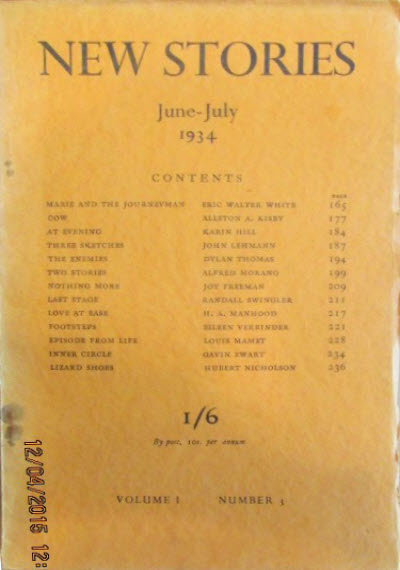 NEW STORIES
June-July
1934
CONTENTS
PAGE
MARIE AND THE JOURNEYMAN ERIC WALTER WHITE 165
COW ALLSTON A. KISBY 177
AT EVENING KARIN HILL 184
THREE SKETCHES JOHN LEHMANN 187
THE ENEMIES DYLAN THOMAS 194
TWO STORIES ALFRED MORANG 199
NOTHING MORE JOY FREEMAN 209
LAST STAGE RANDALL SWINGLER 211
LOVE AT EASE H. A. MANHOOD 217
FOOTSTEPS EILEEN VERRINDER 221
EPISODE FROM LIFE LOUIS MAMET 228
INNER CIRCLE GAVIN EWART 234
LIZARD SHOES HUBERT NICHOLSON 236
1/6
By post, 10s. per annum
VOLUME I NUMBER 3
12/04/2015 12: